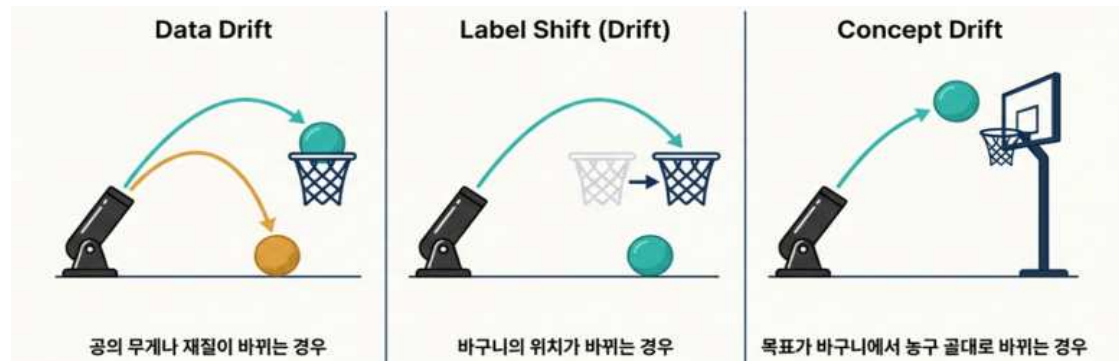 Data Drift
Label Shift (Drift)
Concept Drift
공의 무게나 재질이 바뀌는 경우
바구니의 위치가 바뀌는 경우
목표가 바구니에서 농구 골대로 바뀌는 경우